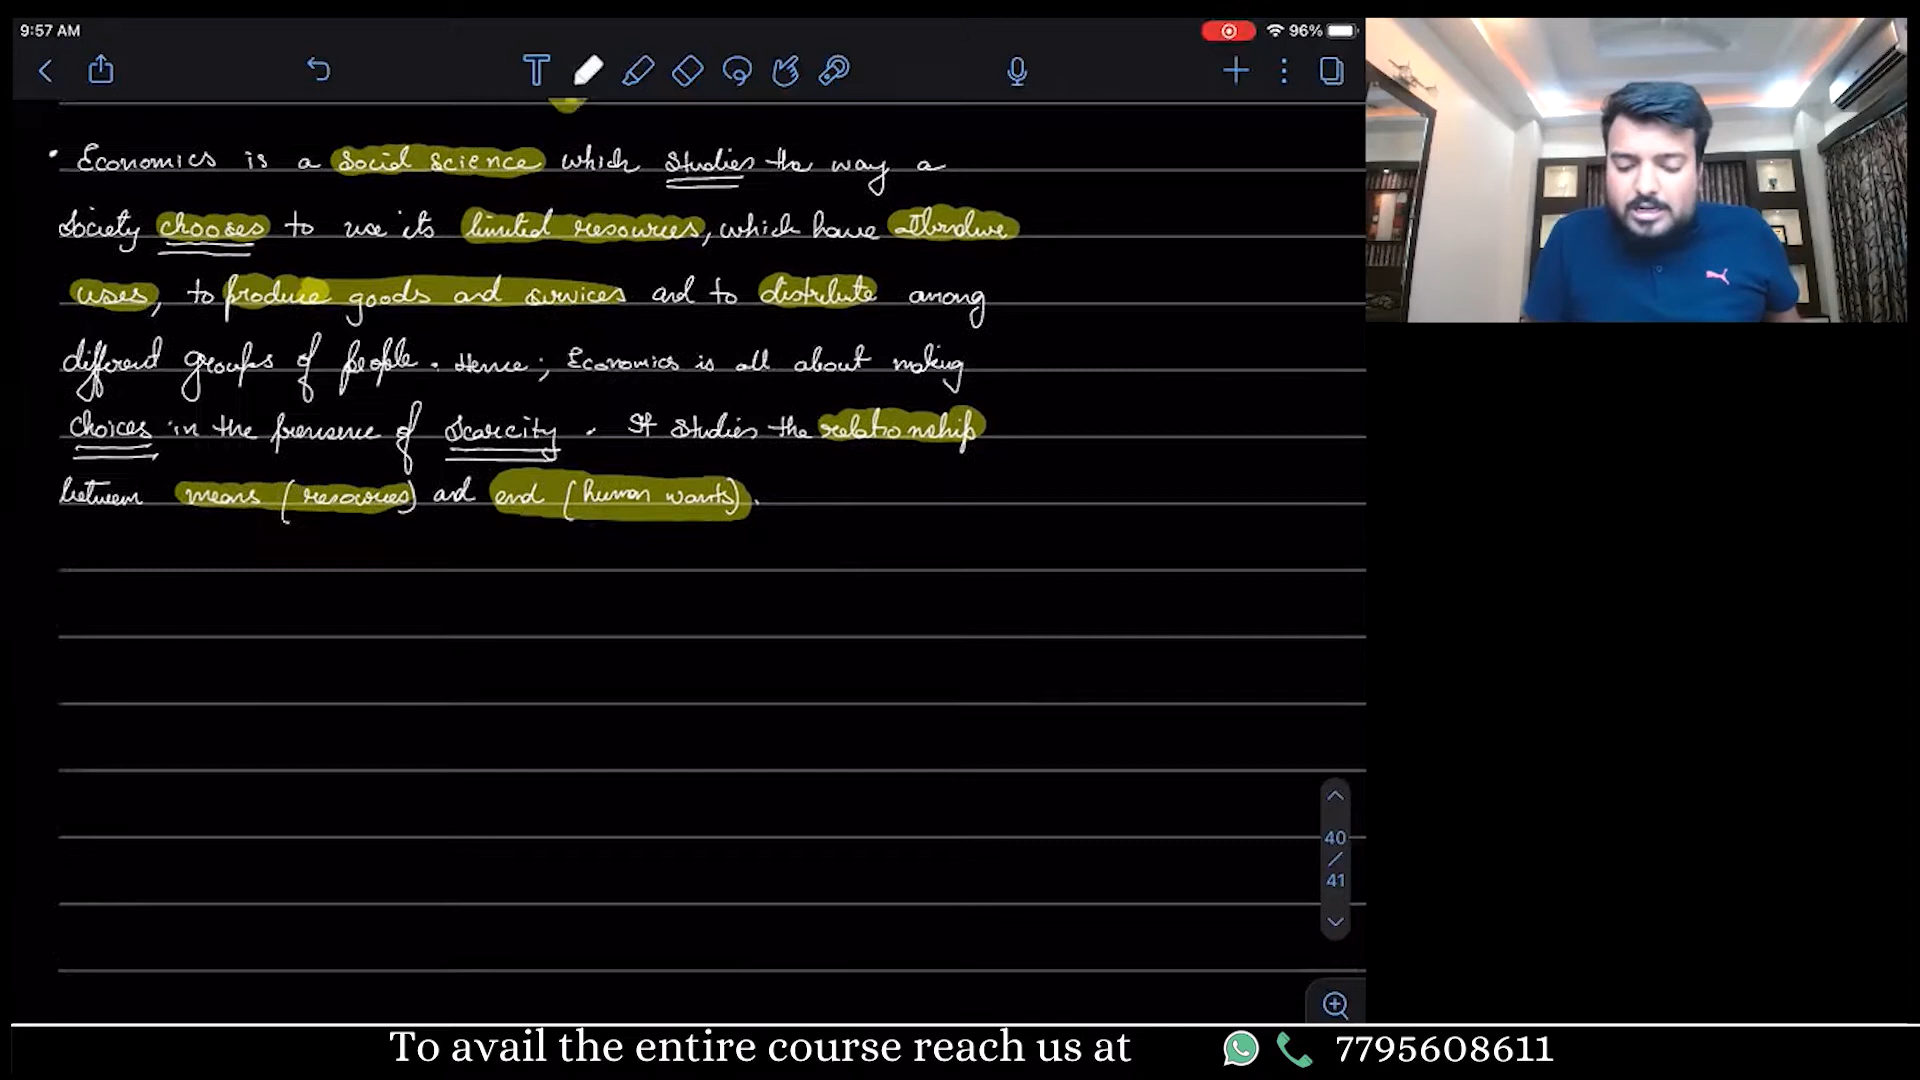 9:57 AM
96%
• Economics is a social science which studies the way a
society chooses to use its limited resources, which have alternative
uses, to produce goods and services and to distribute among
different groups of people. Hence; Economics is all about making
choices in the presence of scarcity. It studies the relationship
between means (resources) and end (human wants).
40
/
41
To avail the entire course reach us at 7795608611